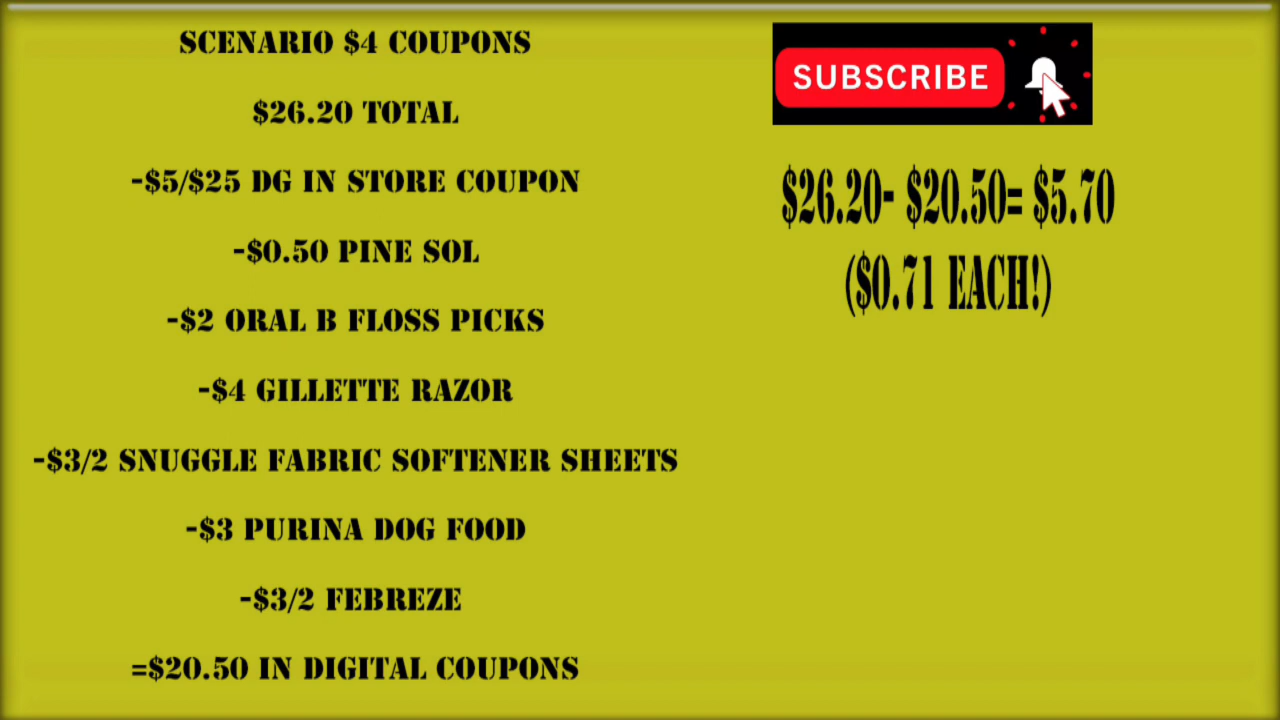 SCENARIO $4 COUPONS
$26.20 TOTAL
-$5/$25 DG IN STORE COUPON
-$0.50 PINE SOL
-$2 ORAL B FLOSS PICKS
-$4 GILLETTE RAZOR
-$3/2 SNUGGLE FABRIC SOFTENER SHEETS
-$3 PURINA DOG FOOD
-$3/2 FEBREZE
=$20.50 IN DIGITAL COUPONS
SUBSCRIBE
$26.20- $20.50= $5.70
($0.71 EACH!)